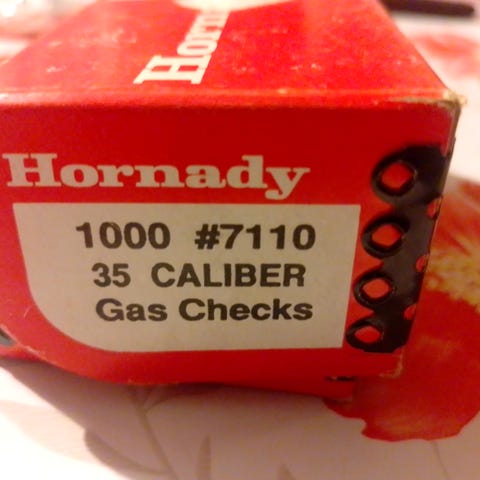 Horn
Hornady
1000 #7110
35 CALIBER
Gas Checks